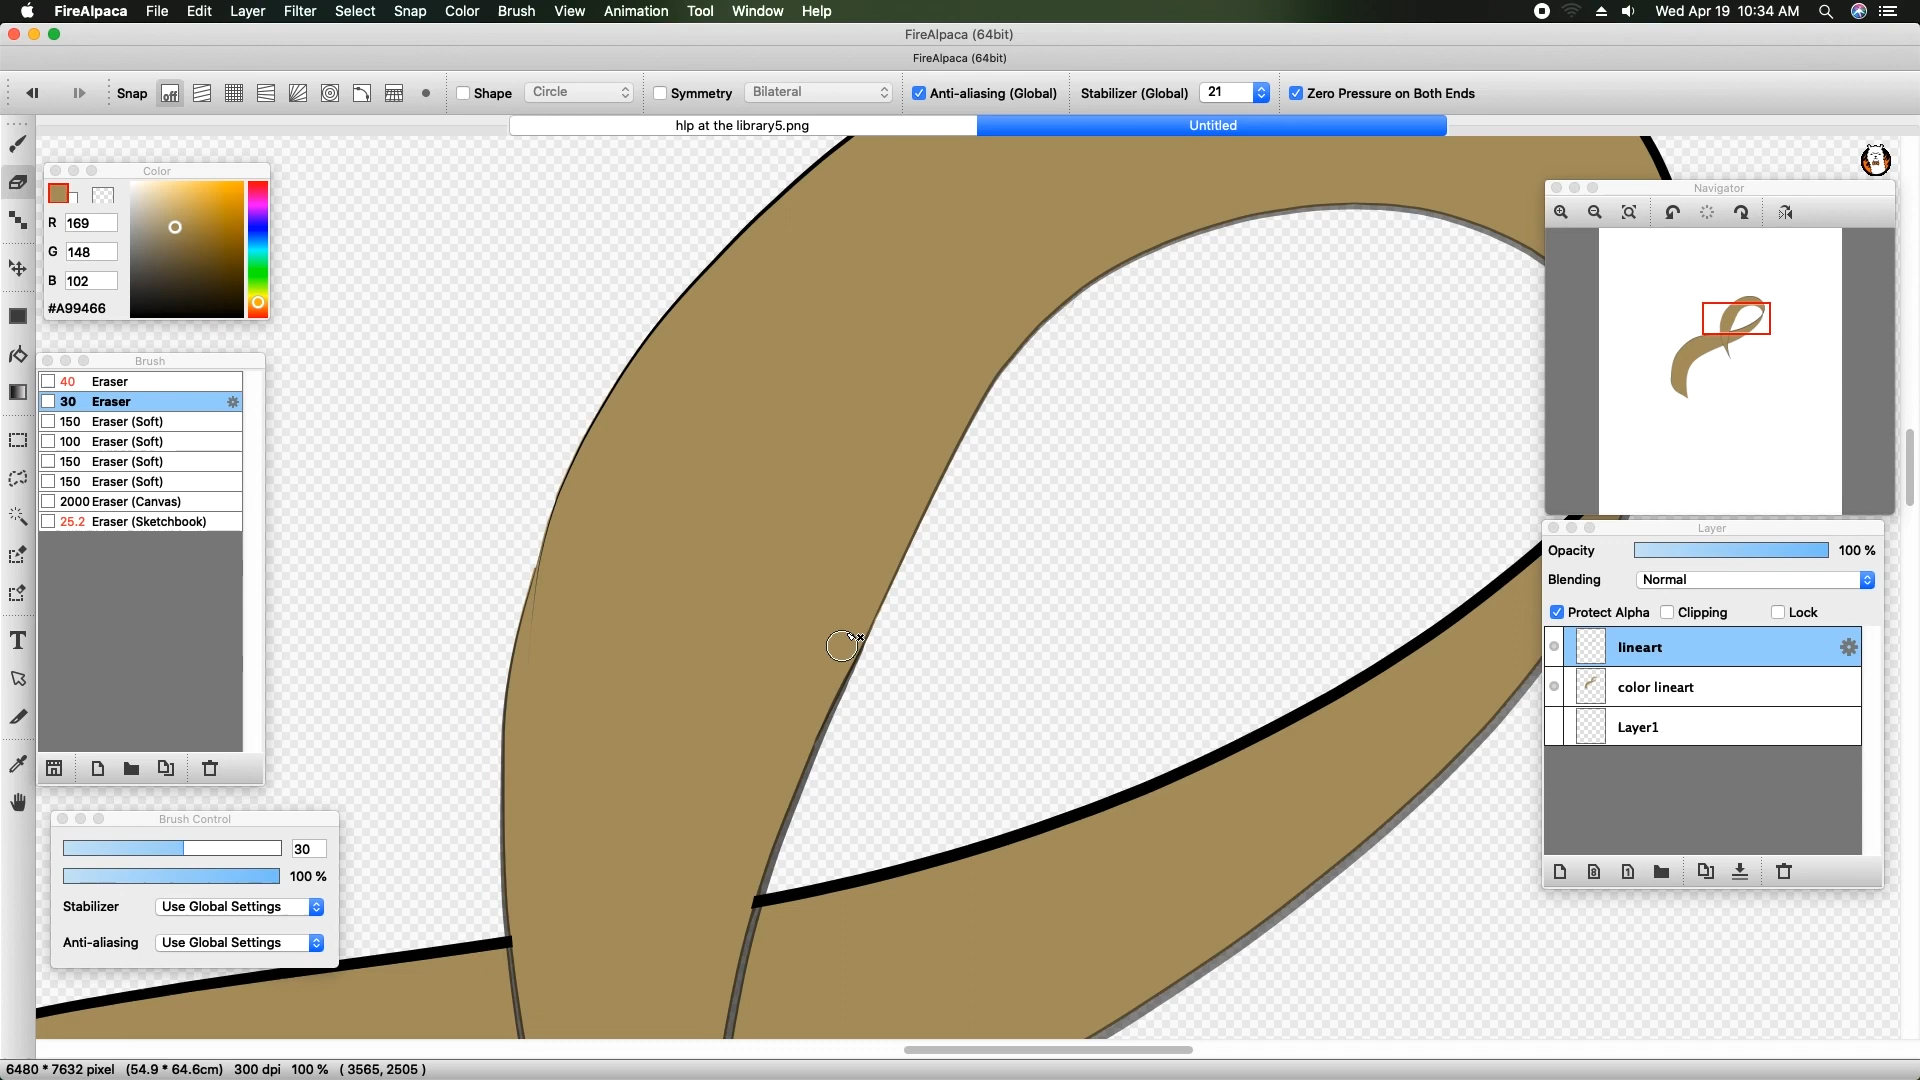 FireAlpaca File Edit Layer Filter Select Snap Color Brush View Animation Tool Window Help Wed Apr 19 10:34 AM
FireAlpaca (64bit)
FireAlpaca (64bit)
Snap off Shape Circle Symmetry Bilateral Anti-aliasing (Global) Stabilizer (Global) 21 Zero Pressure on Both Ends
hlp at the library5.png Untitled
Color
R 169
G 148
B 102
#A99466
Brush
40 Eraser
30 Eraser
150 Eraser (Soft)
100 Eraser (Soft)
150 Eraser (Soft)
150 Eraser (Soft)
2000 Eraser (Canvas)
25.2 Eraser (Sketchbook)
Brush Control
30
100 %
Stabilizer Use Global Settings
Anti-aliasing Use Global Settings
Navigator
Layer
Opacity 100 %
Blending Normal
Protect Alpha Clipping Lock
lineart
color lineart
Layer1
6480 * 7632 pixel (54.9 * 64.6cm) 300 dpi 100 % ( 3565, 2505 )